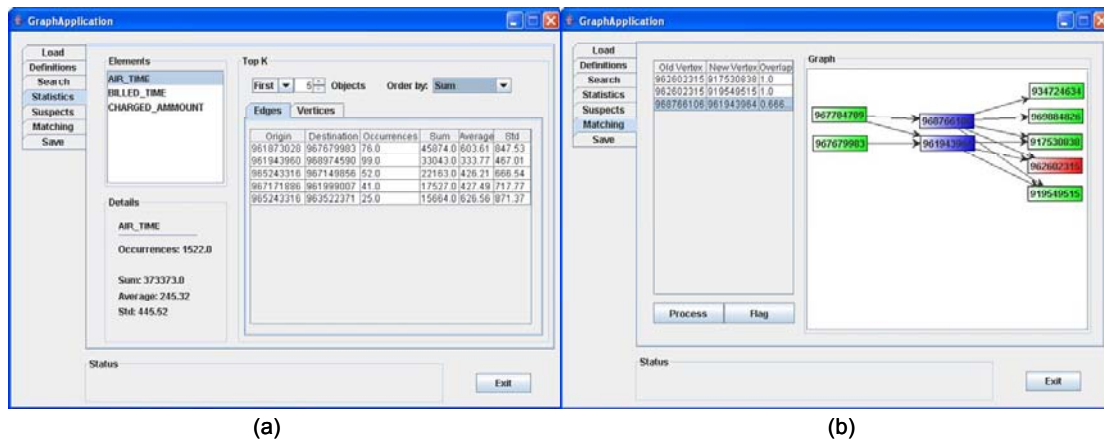 GraphApplication
Load
Definitions
Search
Statistics
Suspects
Matching
Save
Elements
AIR_TIME
BILLED_TIME
CHARGED_AMMOUNT
Details
AIR_TIME
Occurrences: 1522.0
Sum: 373373.0
Average: 245.32
Std: 445.52
Top K
First 5 Objects Order by: Sum
Edges Vertices
Origin Destination Occurrences Sum Average Std
961873028 967679983 76.0 45874.0 603.61 847.53
961943960 968974590 99.0 33043.0 333.77 467.01
965243316 967149856 52.0 22163.0 426.21 666.54
967171886 961999007 41.0 17527.0 427.49 717.77
965243316 963522371 25.0 15664.0 626.56 871.37
Status
Exit
(a)
GraphApplication
Load
Definitions
Search
Statistics
Suspects
Matching
Save
Old Vertex New Vertex Overlap
962602315 917530838 1.0
962602315 919549515 1.0
968766106 961943964 0.666...
Process Flag
Graph
967704709
967679983
934724634
969884826
917530838
962602315
919549515
Status
Exit
(b)